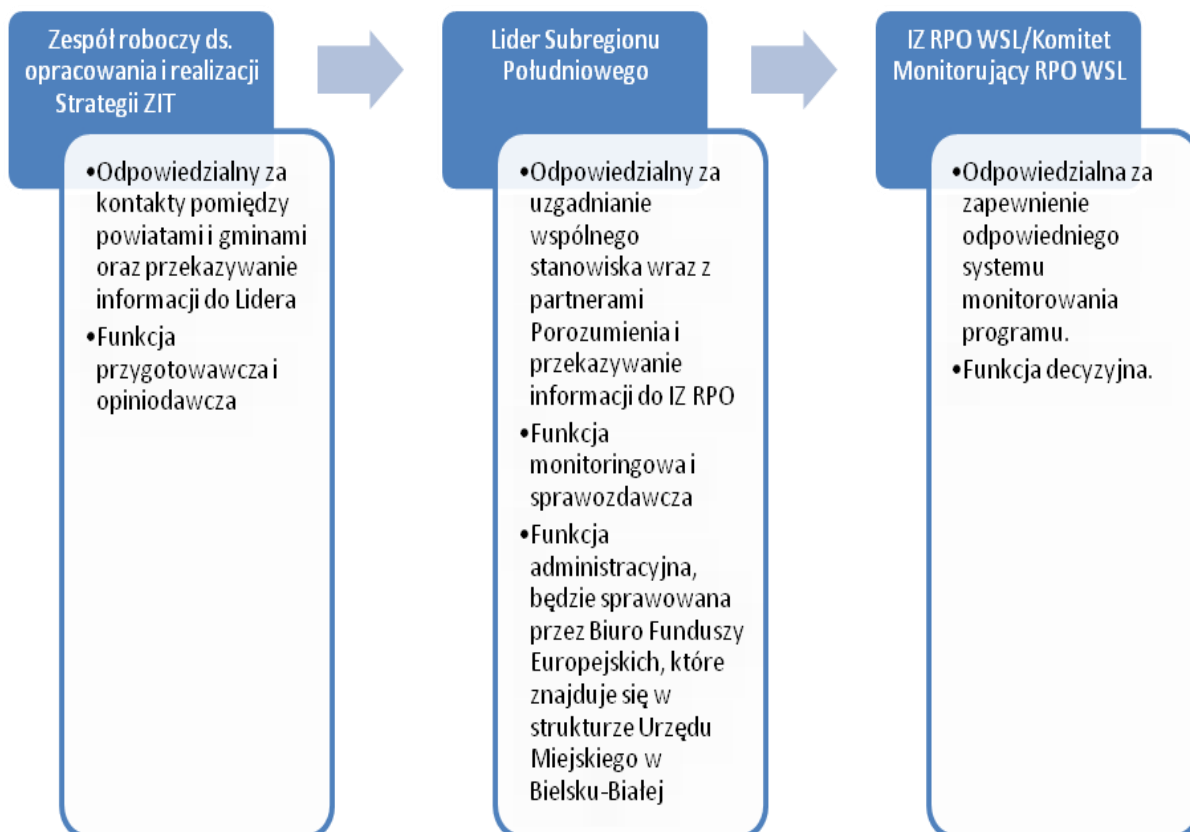 Zespół roboczy ds.
opracowania i realizacji
Strategii ZIT
•Odpowiedzialny za
kontakty pomiędzy
powiatami i gminami
oraz przekazywanie
informacji do Lidera
•Funkcja
przygotowawcza i
opiniodawcza
Lider Subregionu
Południowego
•Odpowiedzialny za
uzgadnianie
wspólnego
stanowiska wraz z
partnerami
Porozumienia i
przekazywanie
informacji do IZ RPO
•Funkcja
monitoringowa i
sprawozdawcza
•Funkcja
administracyjna,
będzie sprawowana
przez Biuro Funduszy
Europejskich, które
znajduje się w
strukturze Urzędu
Miejskiego w
Bielsku-Białej
IZ RPO WSL/Komitet
Monitorujący RPO WSL
•Odpowiedzialna za
zapewnienie
odpowiedniego
systemu
monitorowania
programu.
•Funkcja decyzyjna.